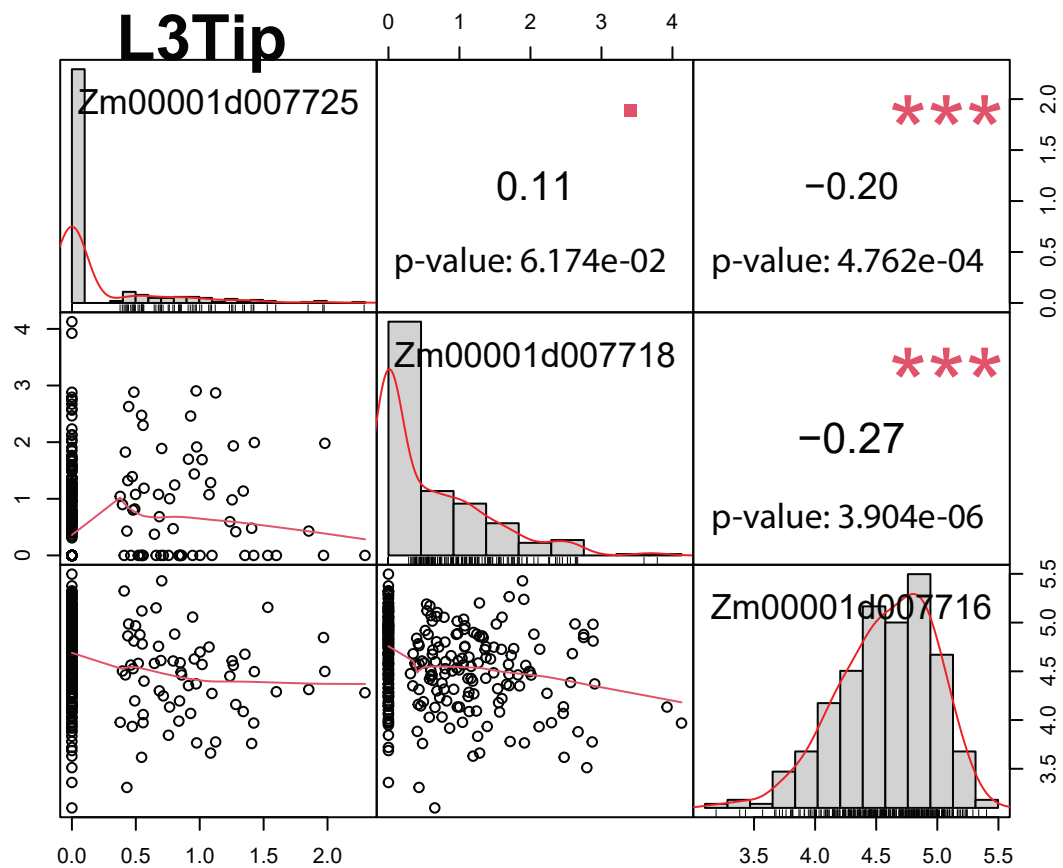 L3Tip
0 1 2 3 4
Zm00001d007725
***
0.11
−0.20
p-value: 6.174e-02
p-value: 4.762e-04
0.0 0.5 1.0 1.5 2.0
Zm00001d007718
***
−0.27
p-value: 3.904e-06
0 1 2 3 4
Zm00001d007716
3.5 4.0 4.5 5.0 5.5
0.0 0.5 1.0 1.5 2.0
3.5 4.0 4.5 5.0 5.5